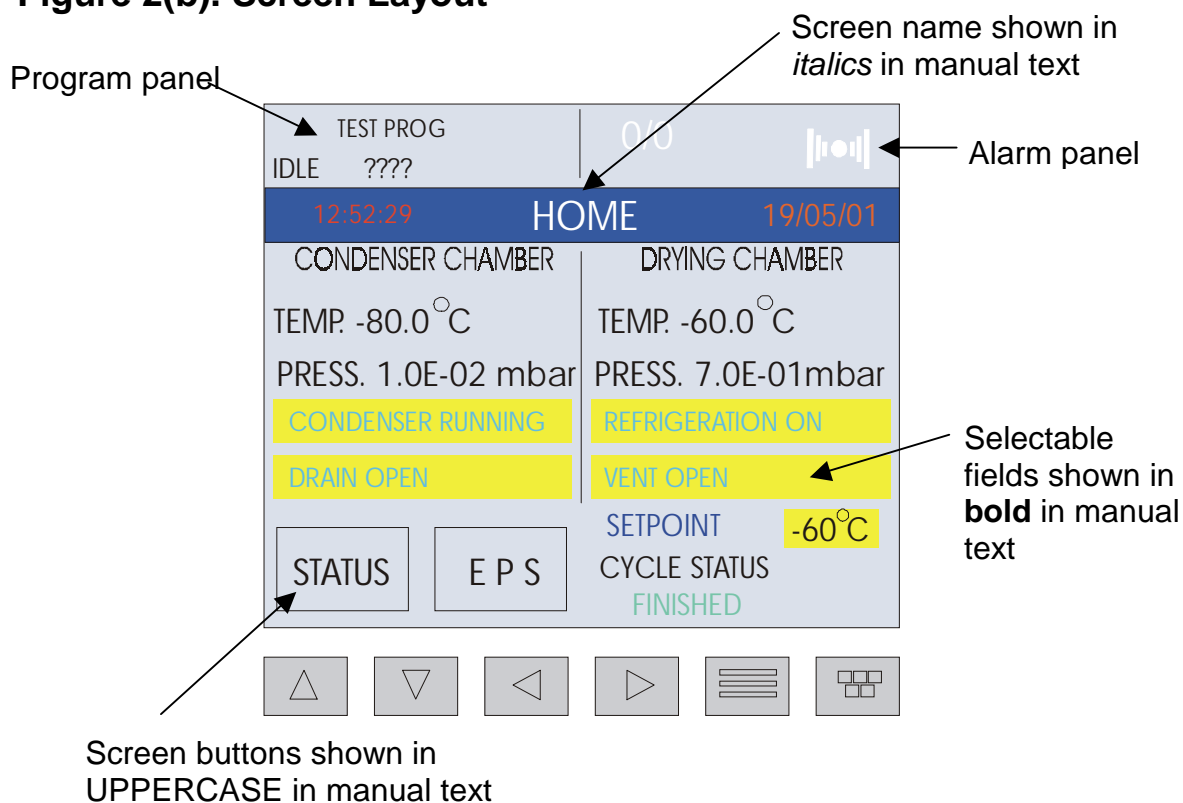 Figure 2(b): Screen Layout
Screen name shown in
italics in manual text
Program panel
TEST PROG
0/0
IDLE ????
Alarm panel
12:52:29 HOME 19/05/01
CONDENSER CHAMBER
DRYING CHAMBER
TEMP. -80.0°C
TEMP. -60.0°C
PRESS. 1.0E-02 mbar
PRESS. 7.0E-01mbar
CONDENSER RUNNING
REFRIGERATION ON
DRAIN OPEN
VENT OPEN
Selectable
fields shown in
bold in manual
text
SETPOINT -60°C
STATUS
E P S
CYCLE STATUS
FINISHED
Screen buttons shown in
UPPERCASE in manual text